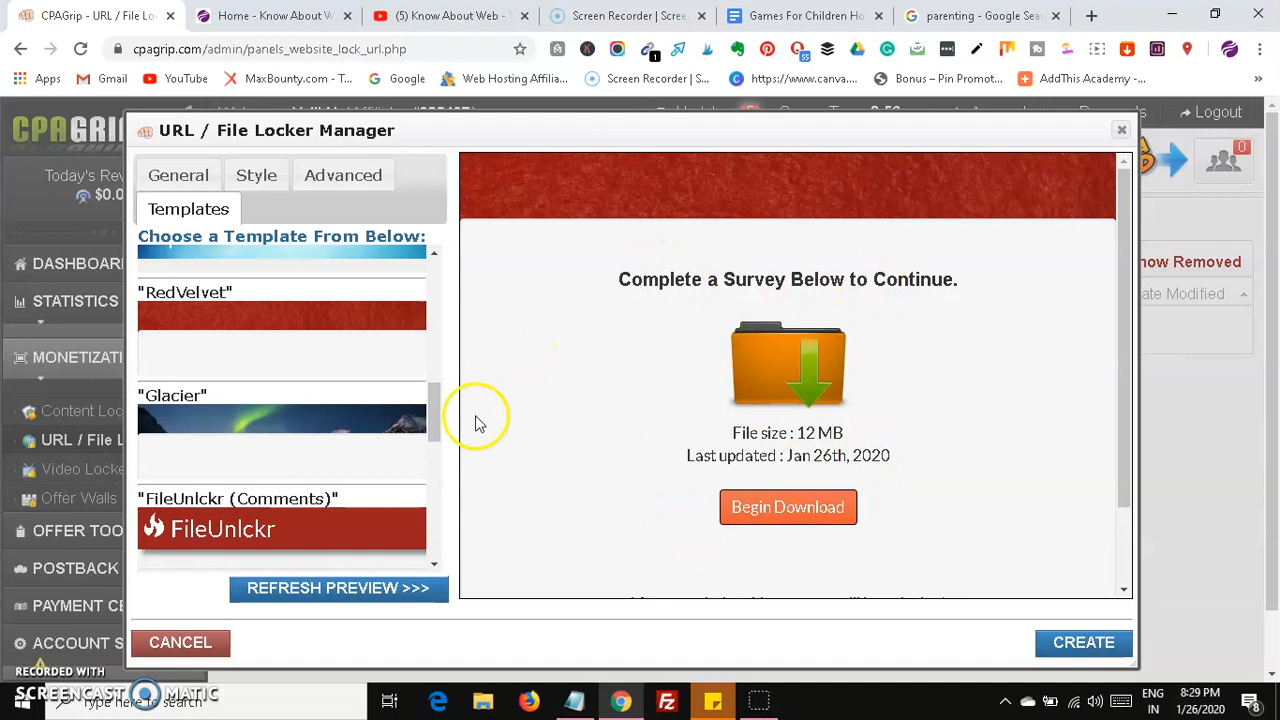 CPAGrip - URL / File Lo
Home - Know About W
(5) Know About Web -
Screen Recorder | Scree
Games For Children Ho
parenting - Google Sea
cpagrip.com/admin/panels_website_lock_url.php
Apps
Gmail
YouTube
MaxBounty.com - T...
Google
Web Hosting Affilia...
Screen Recorder | S...
https://www.canva....
Bonus – Pin Promot...
AddThis Academy -...
»
CPAGRIP
Logout
URL / File Locker Manager
Today's Rev
$0.0
General
Style
Advanced
Templates
0
Choose a Template From Below:
DASHBOAR
"RedVelvet"
STATISTICS
MONETIZATI
Content Loc
"Glacier"
URL / File L
Video Locke
Offer Walls
"FileUnlckr (Comments)"
FileUnlckr
OFFER TOO
POSTBACK
PAYMENT CE
ACCOUNT S
REFRESH PREVIEW >>>
Complete a Survey Below to Continue.
File size : 12 MB
Last updated : Jan 26th, 2020
Begin Download
how Removed
ate Modified
CANCEL
CREATE
RECORDED WITH
SCREENCAST MATIC
Type here to search
ENG
IN
8:29 PM
1/26/2020
8